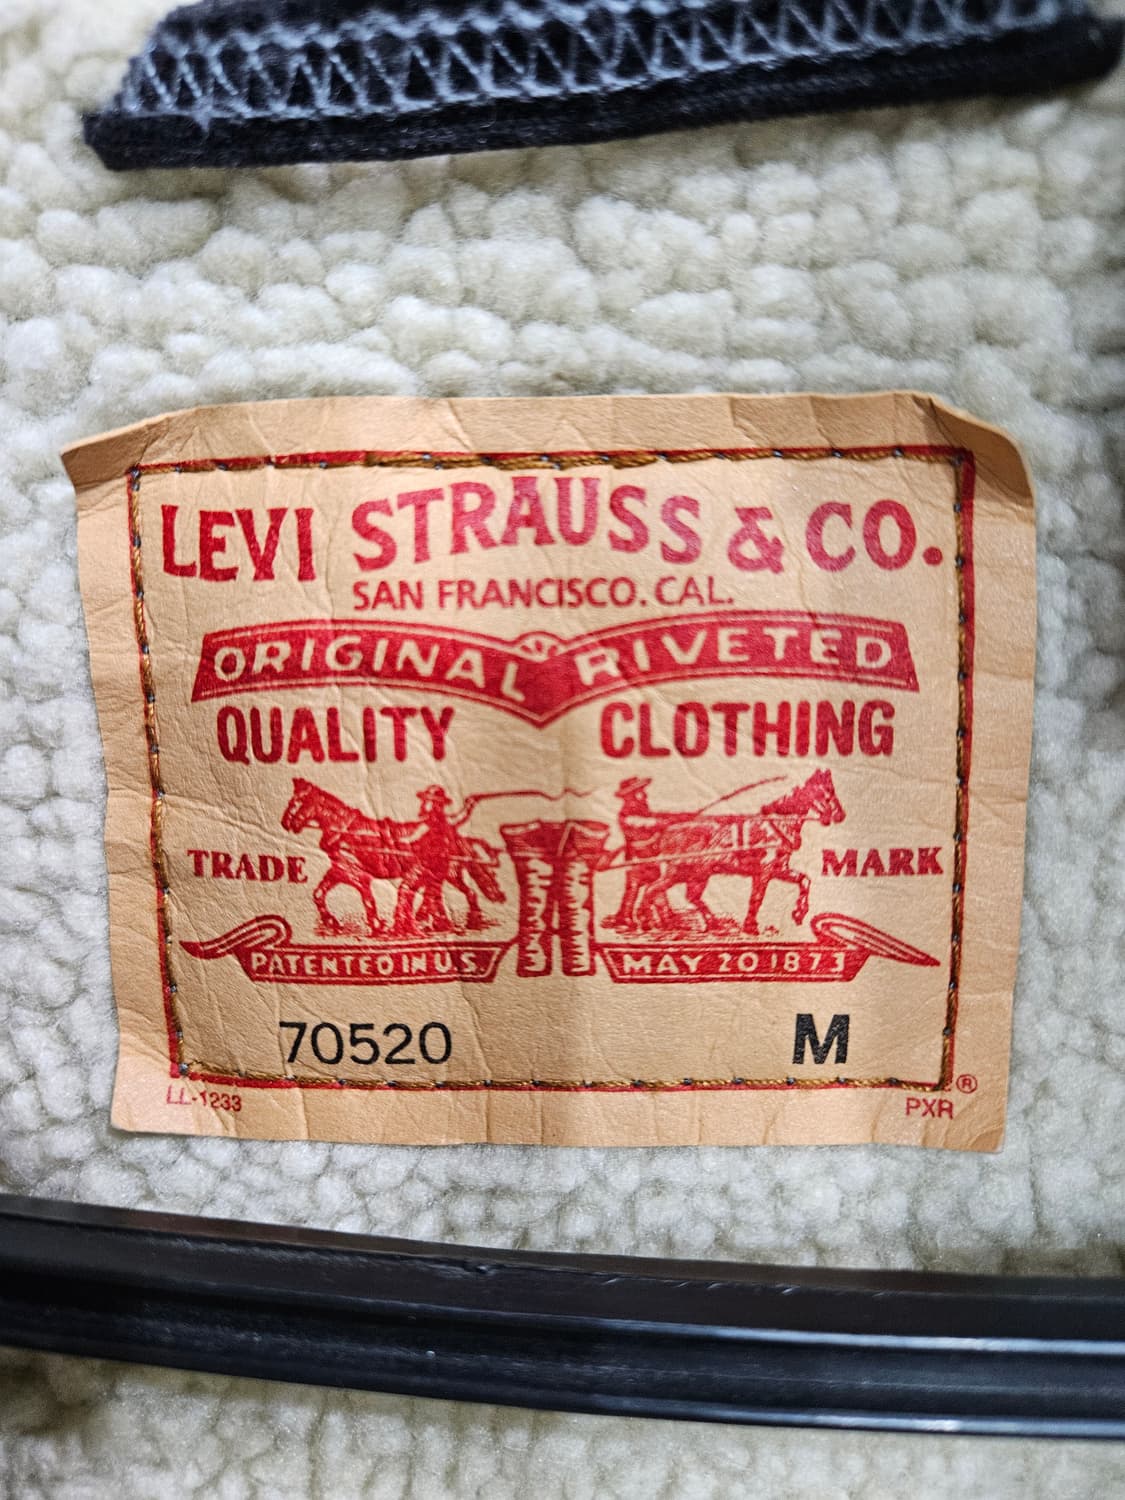 LEVI STRAUSS & CO.
SAN FRANCISCO. CAL.
ORIGINAL RIVETED
QUALITY CLOTHING
TRADE MARK
PATENTED IN U.S. MAY 20 1873
70520 M
®
LL-1233 PXR